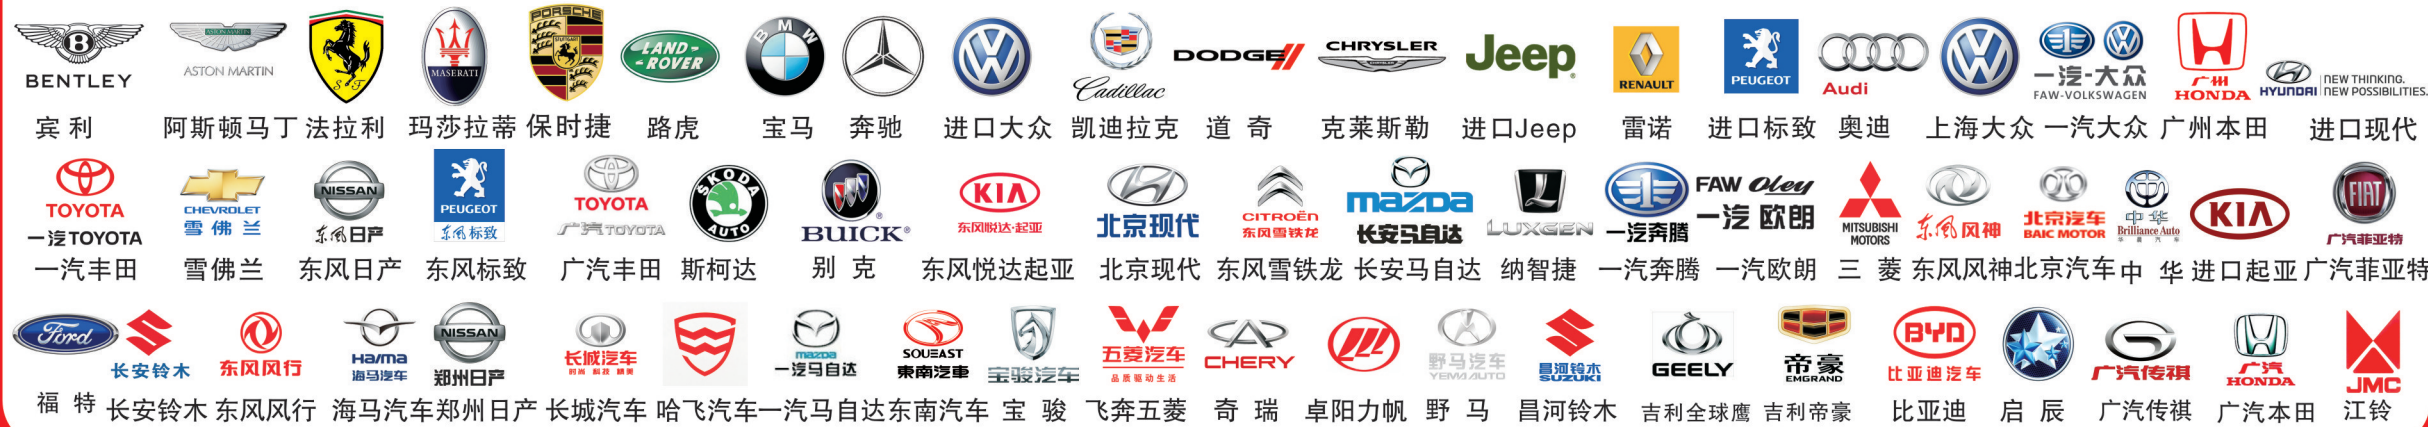 BENTLEY ASTON MARTIN ASTON MARTIN S F MASERATI PORSCHE STUTTGART LAND-ROVER BMW Cadillac DODGE CHRYSLER Jeep RENAULT PEUGEOT Audi 一汽-大众 FAW-VOLKSWAGEN 广州 HONDA HYUNDAI NEW THINKING. NEW POSSIBILITIES.
宾利 阿斯顿马丁 法拉利 玛莎拉蒂 保时捷 路虎 宝马 奔驰 进口大众 凯迪拉克 道奇 克莱斯勒 进口Jeep 雷诺 进口标致 奥迪 上海大众 一汽大众 广州本田 进口现代
TOYOTA 一汽TOYOTA CHEVROLET 雪佛兰 NISSAN 东风日产 PEUGEOT 东风标致 TOYOTA 广汽TOYOTA SKODA AUTO BUICK KIA 东风悦达·起亚 北京现代 CITROËN 东风雪铁龙 mazda 长安马自达 LUXGEN 一汽奔腾 FAW Oley 一汽 欧朗 MITSUBISHI MOTORS 东风风神 北京汽车 BAIC MOTOR 中华 Brilliance Auto 华晨汽车 KIA FIAT 广汽菲亚特
一汽丰田 雪佛兰 东风日产 东风标致 广汽丰田 斯柯达 别克 东风悦达起亚 北京现代 东风雪铁龙 长安马自达 纳智捷 一汽奔腾 一汽欧朗 三菱 东风风神 北京汽车 中华 进口起亚 广汽菲亚特
Ford 长安铃木 东风风行 Haima 海马汽车 NISSAN 郑州日产 长城汽车 时尚 科技 精美 mazda 一汽马自达 SOUEAST 東南汽車 宝骏汽车 五菱汽车 品质驱动生活 CHERY 野马汽车 YEMA AUTO 昌河铃木 SUZUKI GEELY 帝豪 EMGRAND BYD 比亚迪汽车 广汽传祺 广汽 HONDA JMC
福特 长安铃木 东风风行 海马汽车 郑州日产 长城汽车 哈飞汽车 一汽马自达 东南汽车 宝骏 飞奔五菱 奇瑞 卓阳力帆 野马 昌河铃木 吉利全球鹰 吉利帝豪 比亚迪 启辰 广汽传祺 广汽本田 江铃